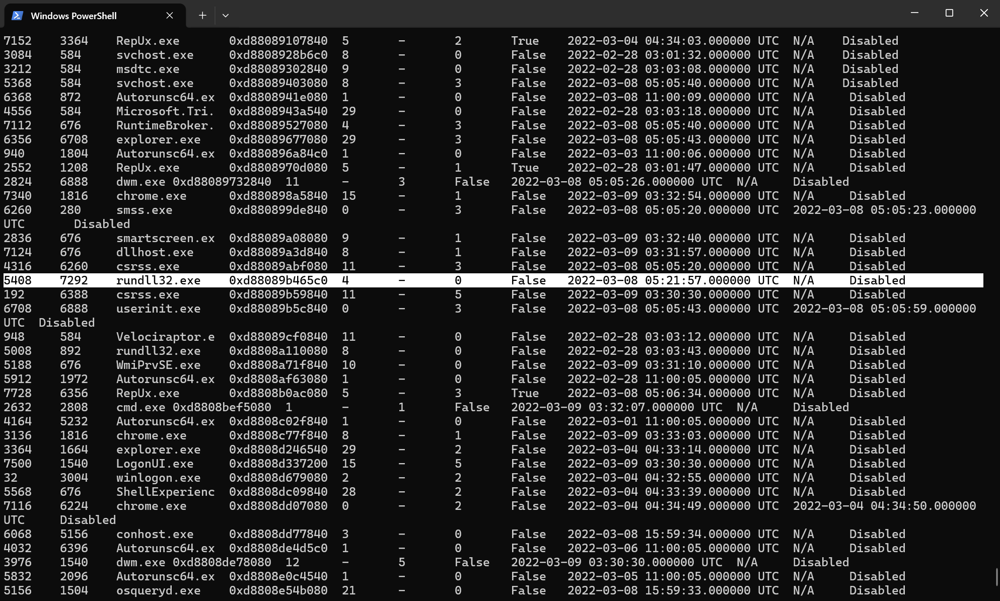 Windows PowerShell
7152 3364 RepUx.exe 0xd88089107840 5 - 2 True 2022-03-04 04:34:03.000000 UTC N/A Disabled
3084 584 svchost.exe 0xd8808928b6c0 8 - 0 False 2022-02-28 03:01:32.000000 UTC N/A Disabled
3212 584 msdtc.exe 0xd88089302840 9 - 0 False 2022-02-28 03:03:08.000000 UTC N/A Disabled
5368 584 svchost.exe 0xd88089403080 8 - 3 False 2022-03-08 05:05:40.000000 UTC N/A Disabled
6368 872 Autorunsc64.ex 0xd8808941e080 1 - 0 False 2022-03-08 11:00:09.000000 UTC N/A Disabled
4556 584 Microsoft.Tri. 0xd8808943a540 29 - 0 False 2022-02-28 03:03:18.000000 UTC N/A Disabled
7112 676 RuntimeBroker. 0xd88089527080 4 - 3 False 2022-03-08 05:05:40.000000 UTC N/A Disabled
6356 6708 explorer.exe 0xd88089677080 29 - 3 False 2022-03-08 05:05:43.000000 UTC N/A Disabled
940 1804 Autorunsc64.ex 0xd880896a84c0 1 - 0 False 2022-03-03 11:00:06.000000 UTC N/A Disabled
2552 1208 RepUx.exe 0xd8808970d080 5 - 1 True 2022-02-28 03:01:47.000000 UTC N/A Disabled
2824 6888 dwm.exe 0xd88089732840 11 - 3 False 2022-03-08 05:05:26.000000 UTC N/A Disabled
7340 1816 chrome.exe 0xd880898a5840 15 - 1 False 2022-03-09 03:32:54.000000 UTC N/A Disabled
6260 280 smss.exe 0xd880899de840 0 - 3 False 2022-03-08 05:05:20.000000 UTC 2022-03-08 05:05:23.000000
UTC Disabled
2836 676 smartscreen.ex 0xd88089a08080 9 - 1 False 2022-03-09 03:32:40.000000 UTC N/A Disabled
7124 676 dllhost.exe 0xd88089a3d840 8 - 1 False 2022-03-09 03:31:57.000000 UTC N/A Disabled
4316 6260 csrss.exe 0xd88089abf080 11 - 3 False 2022-03-08 05:05:20.000000 UTC N/A Disabled
5408 7292 rundll32.exe 0xd88089b465c0 4 - 0 False 2022-03-08 05:21:57.000000 UTC N/A Disabled
192 6388 csrss.exe 0xd88089b59840 11 - 5 False 2022-03-09 03:30:30.000000 UTC N/A Disabled
6708 6888 userinit.exe 0xd88089b5c840 0 - 3 False 2022-03-08 05:05:43.000000 UTC 2022-03-08 05:05:59.000000
UTC Disabled
948 584 Velociraptor.e 0xd88089cf0840 11 - 0 False 2022-02-28 03:03:12.000000 UTC N/A Disabled
5008 892 rundll32.exe 0xd8808a110080 8 - 0 False 2022-02-28 03:03:43.000000 UTC N/A Disabled
5188 676 WmiPrvSE.exe 0xd8808a71f840 10 - 0 False 2022-03-09 03:31:10.000000 UTC N/A Disabled
5912 1972 Autorunsc64.ex 0xd8808af63080 1 - 0 False 2022-02-28 11:00:05.000000 UTC N/A Disabled
7728 6356 RepUx.exe 0xd8808b0ac080 5 - 3 True 2022-03-08 05:06:34.000000 UTC N/A Disabled
2632 2808 cmd.exe 0xd8808bef5080 1 - 1 False 2022-03-09 03:32:07.000000 UTC N/A Disabled
4164 5232 Autorunsc64.ex 0xd8808c02f840 1 - 0 False 2022-03-01 11:00:05.000000 UTC N/A Disabled
3136 1816 chrome.exe 0xd8808c77f840 8 - 1 False 2022-03-09 03:33:03.000000 UTC N/A Disabled
3364 1664 explorer.exe 0xd8808d246540 29 - 2 False 2022-03-04 04:33:14.000000 UTC N/A Disabled
7500 1540 LogonUI.exe 0xd8808d337200 15 - 5 False 2022-03-09 03:30:30.000000 UTC N/A Disabled
32 3004 winlogon.exe 0xd8808d679080 2 - 2 False 2022-03-04 04:32:55.000000 UTC N/A Disabled
5568 676 ShellExperienc 0xd8808dc09840 28 - 2 False 2022-03-04 04:33:39.000000 UTC N/A Disabled
7116 6224 chrome.exe 0xd8808dd07080 0 - 2 False 2022-03-04 04:34:49.000000 UTC 2022-03-04 04:34:50.000000
UTC Disabled
6068 5156 conhost.exe 0xd8808dd77840 3 - 0 False 2022-03-08 15:59:34.000000 UTC N/A Disabled
4032 6396 Autorunsc64.ex 0xd8808de4d5c0 1 - 0 False 2022-03-06 11:00:05.000000 UTC N/A Disabled
3976 1540 dwm.exe 0xd8808de78080 12 - 5 False 2022-03-09 03:30:30.000000 UTC N/A Disabled
5832 2096 Autorunsc64.ex 0xd8808e0c4540 1 - 0 False 2022-03-05 11:00:05.000000 UTC N/A Disabled
5156 1504 osqueryd.exe 0xd8808e54b080 21 - 0 False 2022-03-08 15:59:33.000000 UTC N/A Disabled